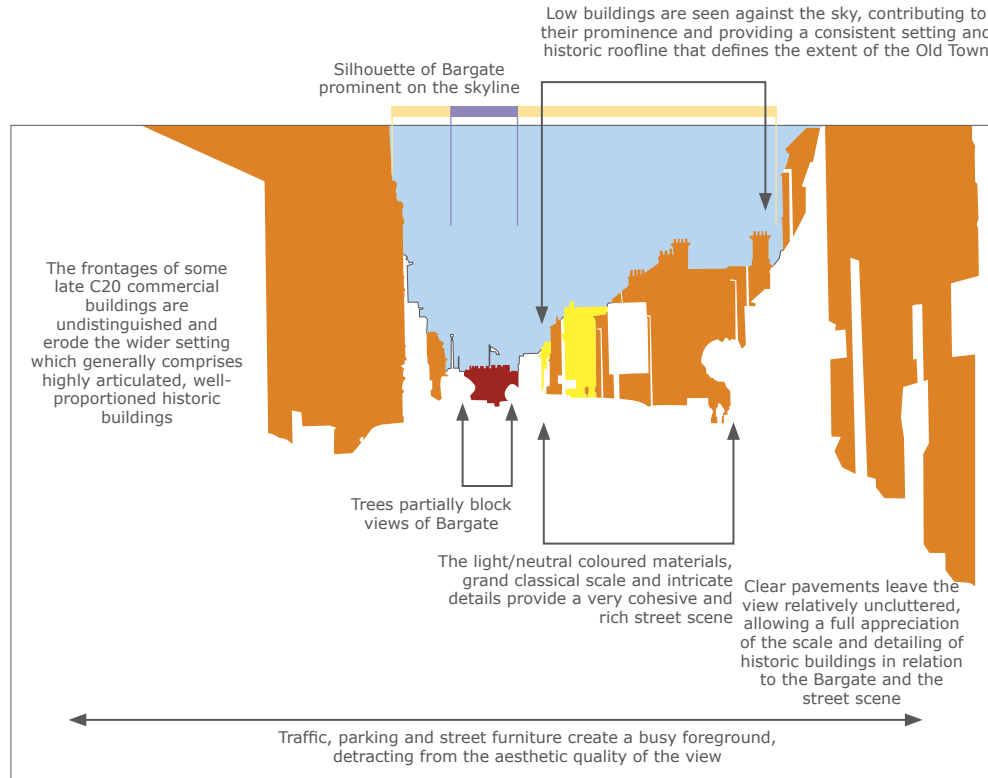 Low buildings are seen against the sky, contributing to
their prominence and providing a consistent setting and
historic roofline that defines the extent of the Old Town
Silhouette of Bargate
prominent on the skyline
The frontages of some
late C20 commercial
buildings are
undistinguished and
erode the wider setting
which generally comprises
highly articulated, well-
proportioned historic
buildings
Trees partially block
views of Bargate
The light/neutral coloured materials,
grand classical scale and intricate
details provide a very cohesive and
rich street scene
Clear pavements leave the
view relatively uncluttered,
allowing a full appreciation
of the scale and detailing of
historic buildings in relation
to the Bargate and the
street scene
Traffic, parking and street furniture create a busy foreground,
detracting from the aesthetic quality of the view